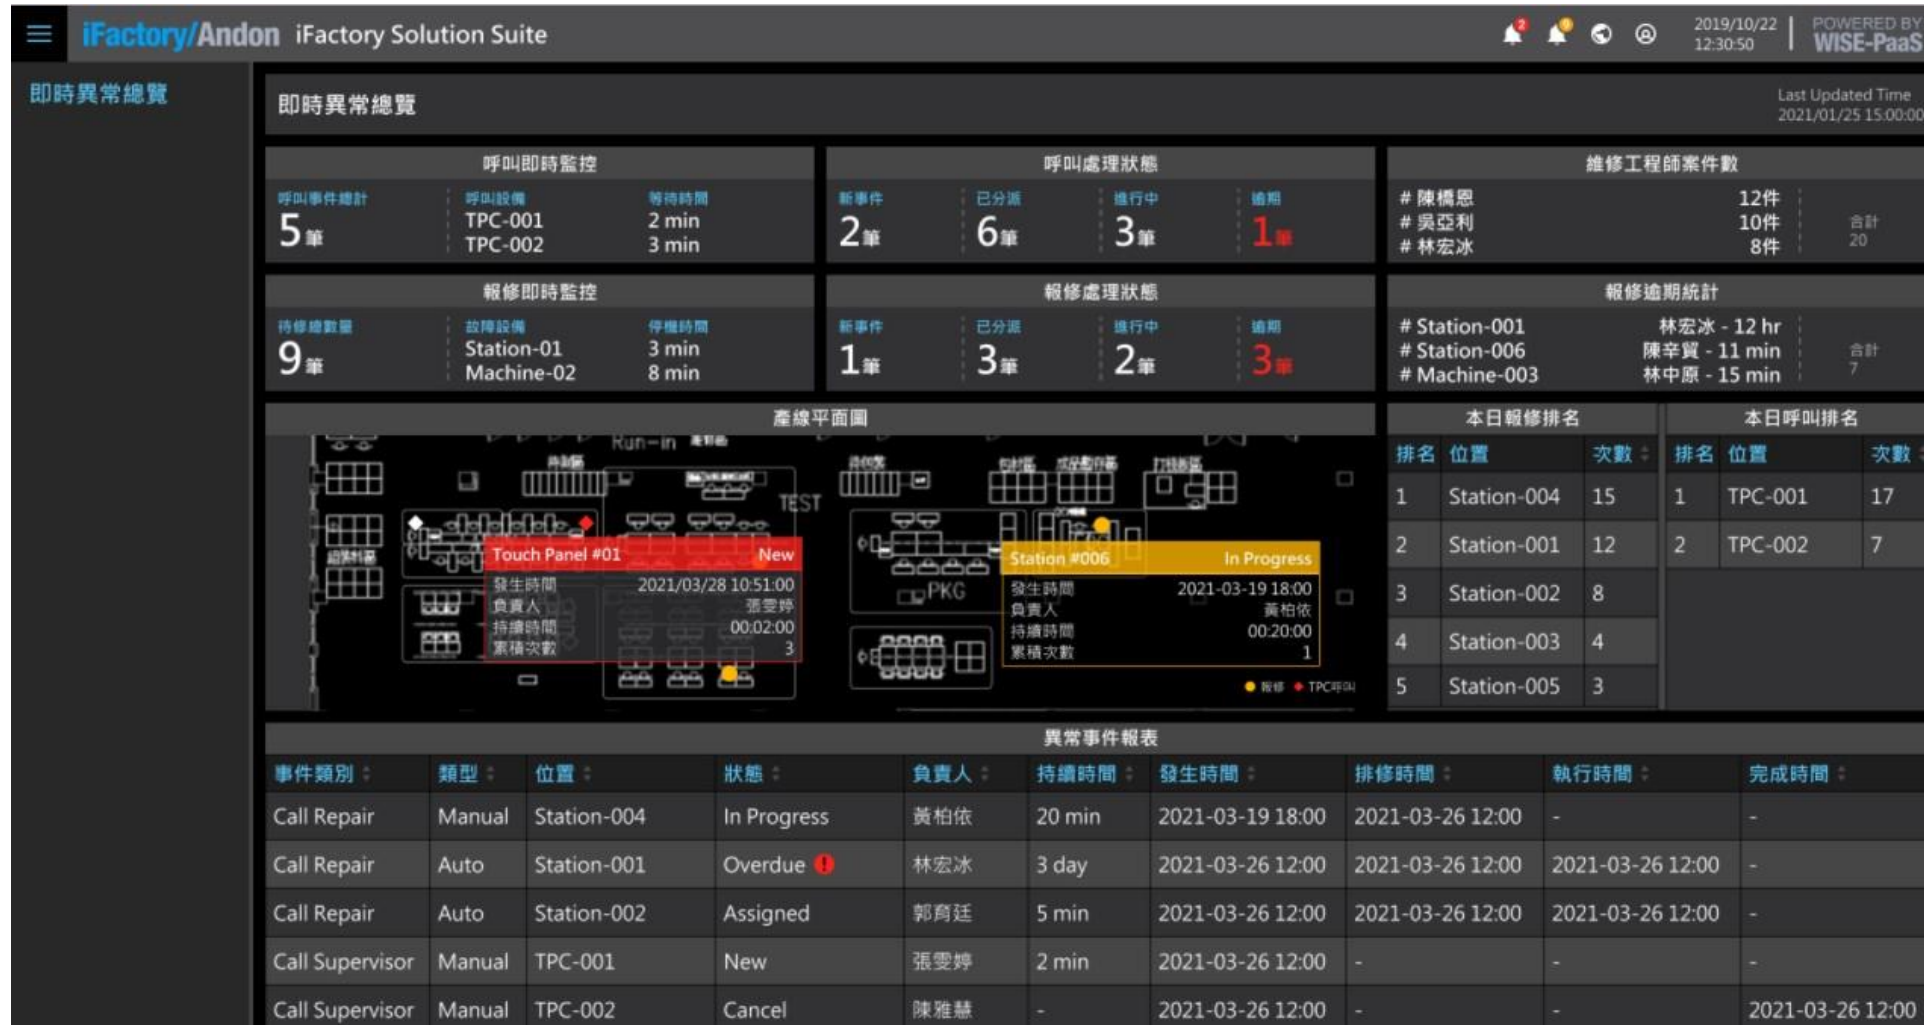 iFactory/Andon iFactory Solution Suite
2
9
2019/10/22
12:30:50
POWERED BY
WISE-PaaS
即時異常總覽
即時異常總覽
Last Updated Time
2021/01/25 15:00:00
呼叫即時監控
呼叫事件總計 呼叫設備 等待時間
5筆 TPC-001 2 min
TPC-002 3 min
呼叫處理狀態
新事件 已分派 進行中 逾期
2筆 6筆 3筆 1筆
維修工程師案件數
# 陳橋恩 12件
# 吳亞利 10件
# 林宏冰 8件
合計
20
報修即時監控
待修總數量 故障設備 停機時間
9筆 Station-01 3 min
Machine-02 8 min
報修處理狀態
新事件 已分派 進行中 逾期
1筆 3筆 2筆 3筆
報修逾期統計
# Station-001 林宏冰 - 12 hr
# Station-006 陳辛貿 - 11 min
# Machine-003 林中原 - 15 min
合計
7
產線平面圖
Run-in
TEST
PKG
Touch Panel #01 New
發生時間 2021/03/28 10:51:00
負責人 張雯婷
持續時間 00:02:00
累積次數 3
Station #006 In Progress
發生時間 2021-03-19 18:00
負責人 黃柏依
持續時間 00:20:00
累積次數 1
報修 TPC呼叫
本日報修排名
排名 位置 次數
1 Station-004 15
2 Station-001 12
3 Station-002 8
4 Station-003 4
5 Station-005 3
本日呼叫排名
排名 位置 次數
1 TPC-001 17
2 TPC-002 7
異常事件報表
事件類別 類型 位置 狀態 負責人 持續時間 發生時間 排修時間 執行時間 完成時間
Call Repair Manual Station-004 In Progress 黃柏依 20 min 2021-03-19 18:00 2021-03-26 12:00 - -
Call Repair Auto Station-001 Overdue ! 林宏冰 3 day 2021-03-26 12:00 2021-03-26 12:00 2021-03-26 12:00 -
Call Repair Auto Station-002 Assigned 郭育廷 5 min 2021-03-26 12:00 2021-03-26 12:00 2021-03-26 12:00 -
Call Supervisor Manual TPC-001 New 張雯婷 2 min 2021-03-26 12:00 - - -
Call Supervisor Manual TPC-002 Cancel 陳雅慧 - 2021-03-26 12:00 - - 2021-03-26 12:00